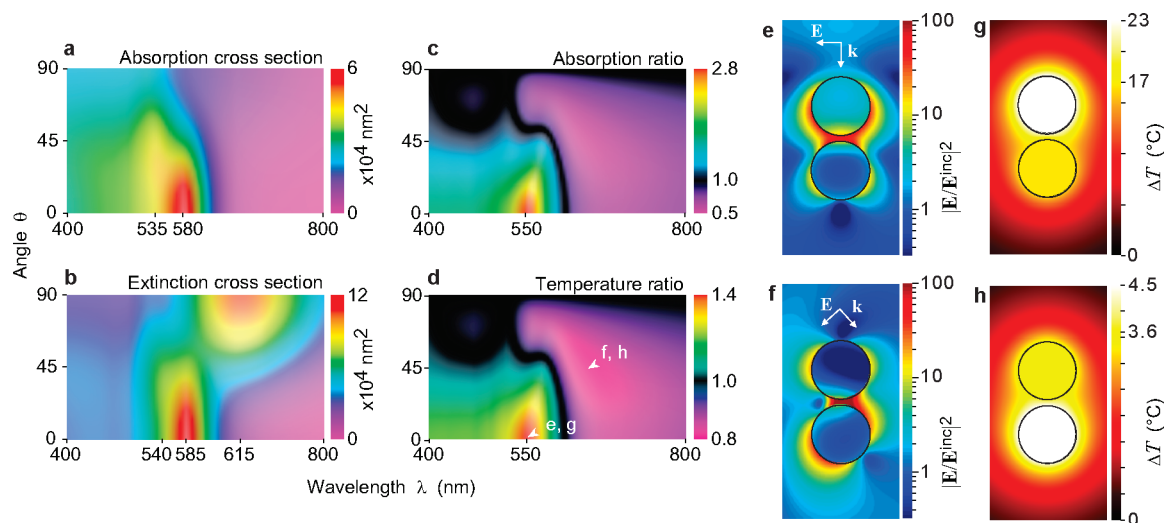 a
Absorption cross section
90
45
0
400
535
580
800
6
x10⁴ nm²
0
c
Absorption ratio
90
45
0
400
550
800
2.8
1.0
0.5
Angle θ
b
Extinction cross section
90
45
0
400
540
585
615
800
12
x10⁴ nm²
0
d
Temperature ratio
90
45
0
f, h
e, g
400
550
800
1.4
1.0
0.8
Wavelength λ (nm)
e
E
k
100
10
1
|E/E^inc|²
g
23
17
0
ΔT (°C)
f
E
k
100
10
1
|E/E^inc|²
h
4.5
3.6
0
ΔT (°C)